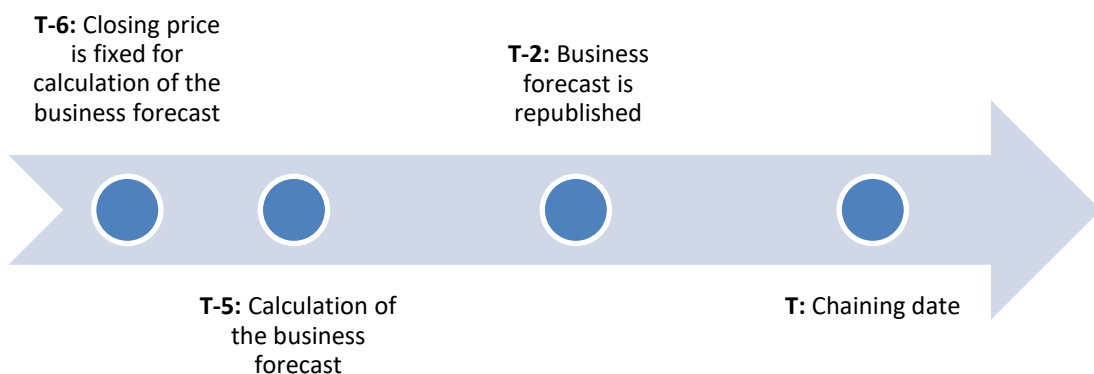 T-6: Closing price
is fixed for
calculation of the
business forecast
T-5: Calculation of
the business
forecast
T-2: Business
forecast is
republished
T: Chaining date